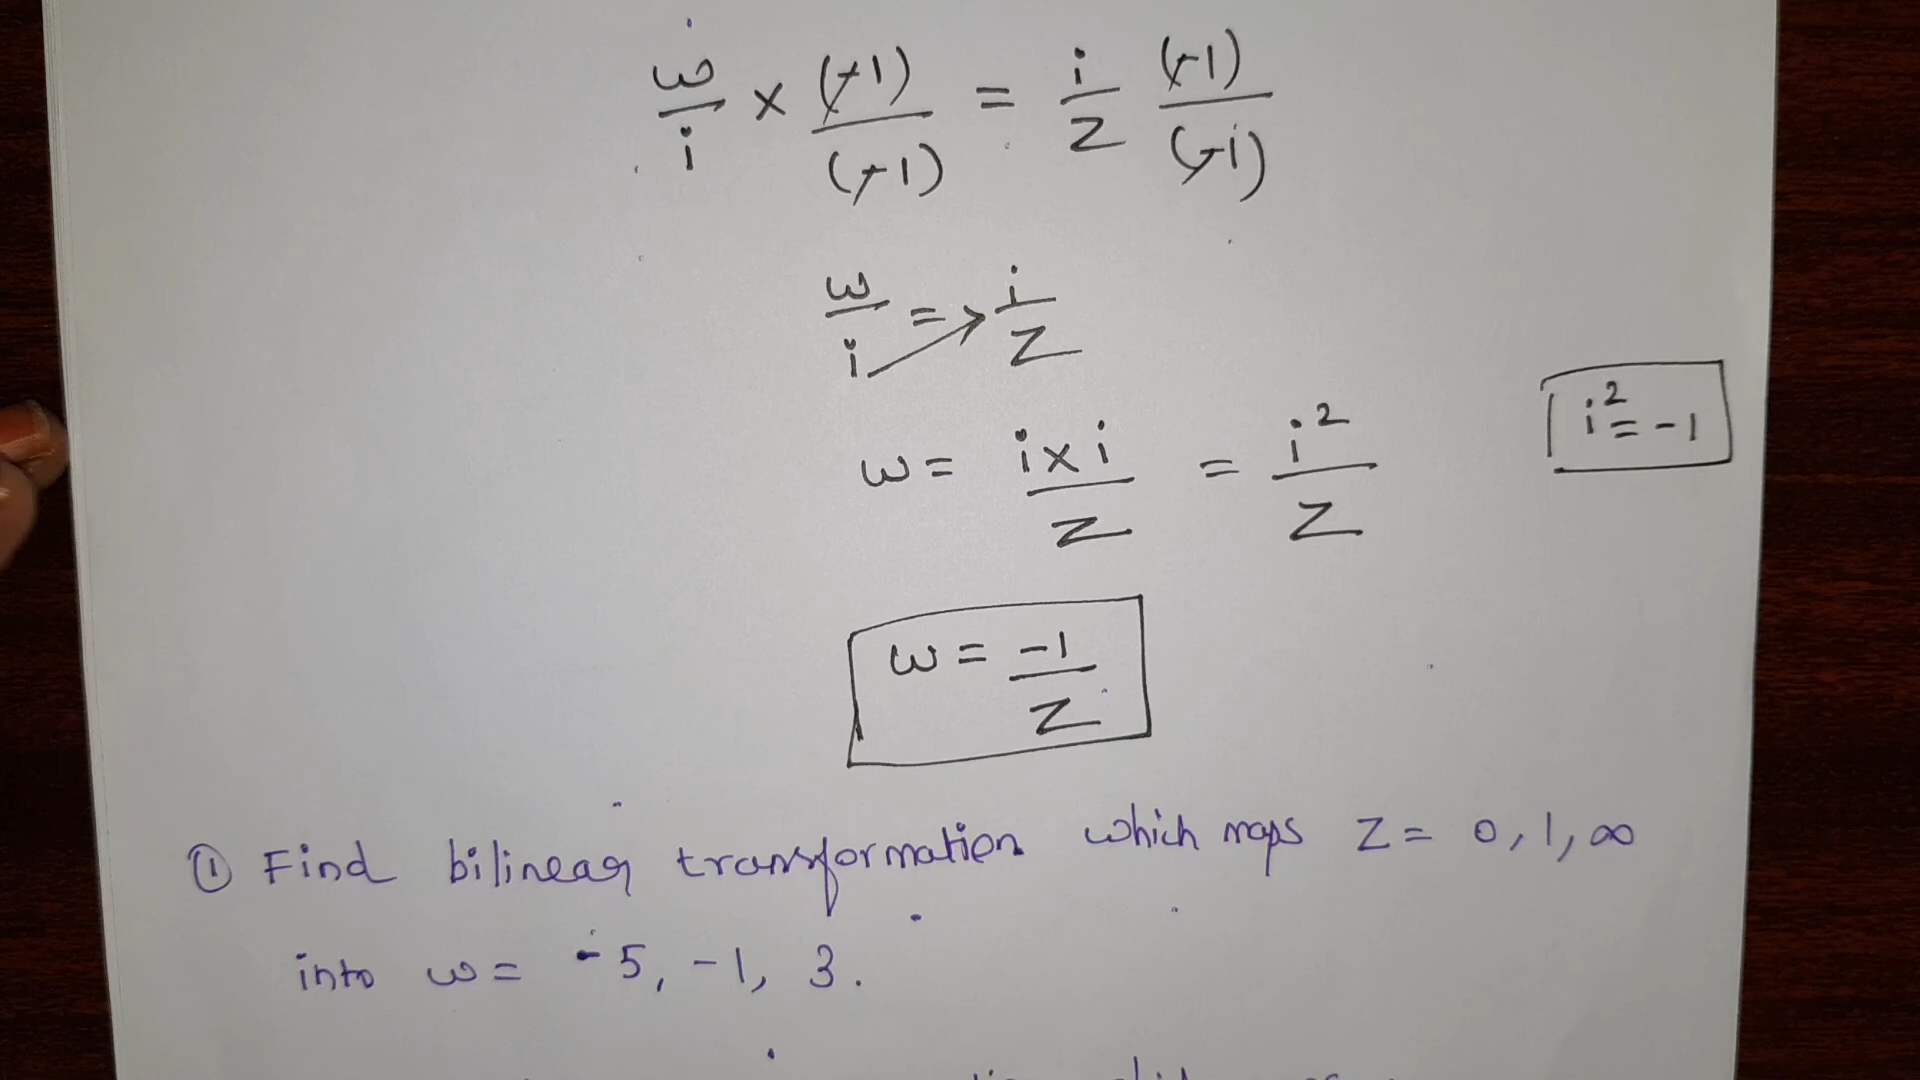 ω/i × (-1)/(-1) = i/z (-1)/(-1)
ω/i = i/z
ω = i×i/z = i²/z
i² = -1
ω = -1/z
① Find bilinear transformation which maps z = 0, 1, ∞
into ω = -5, -1, 3.